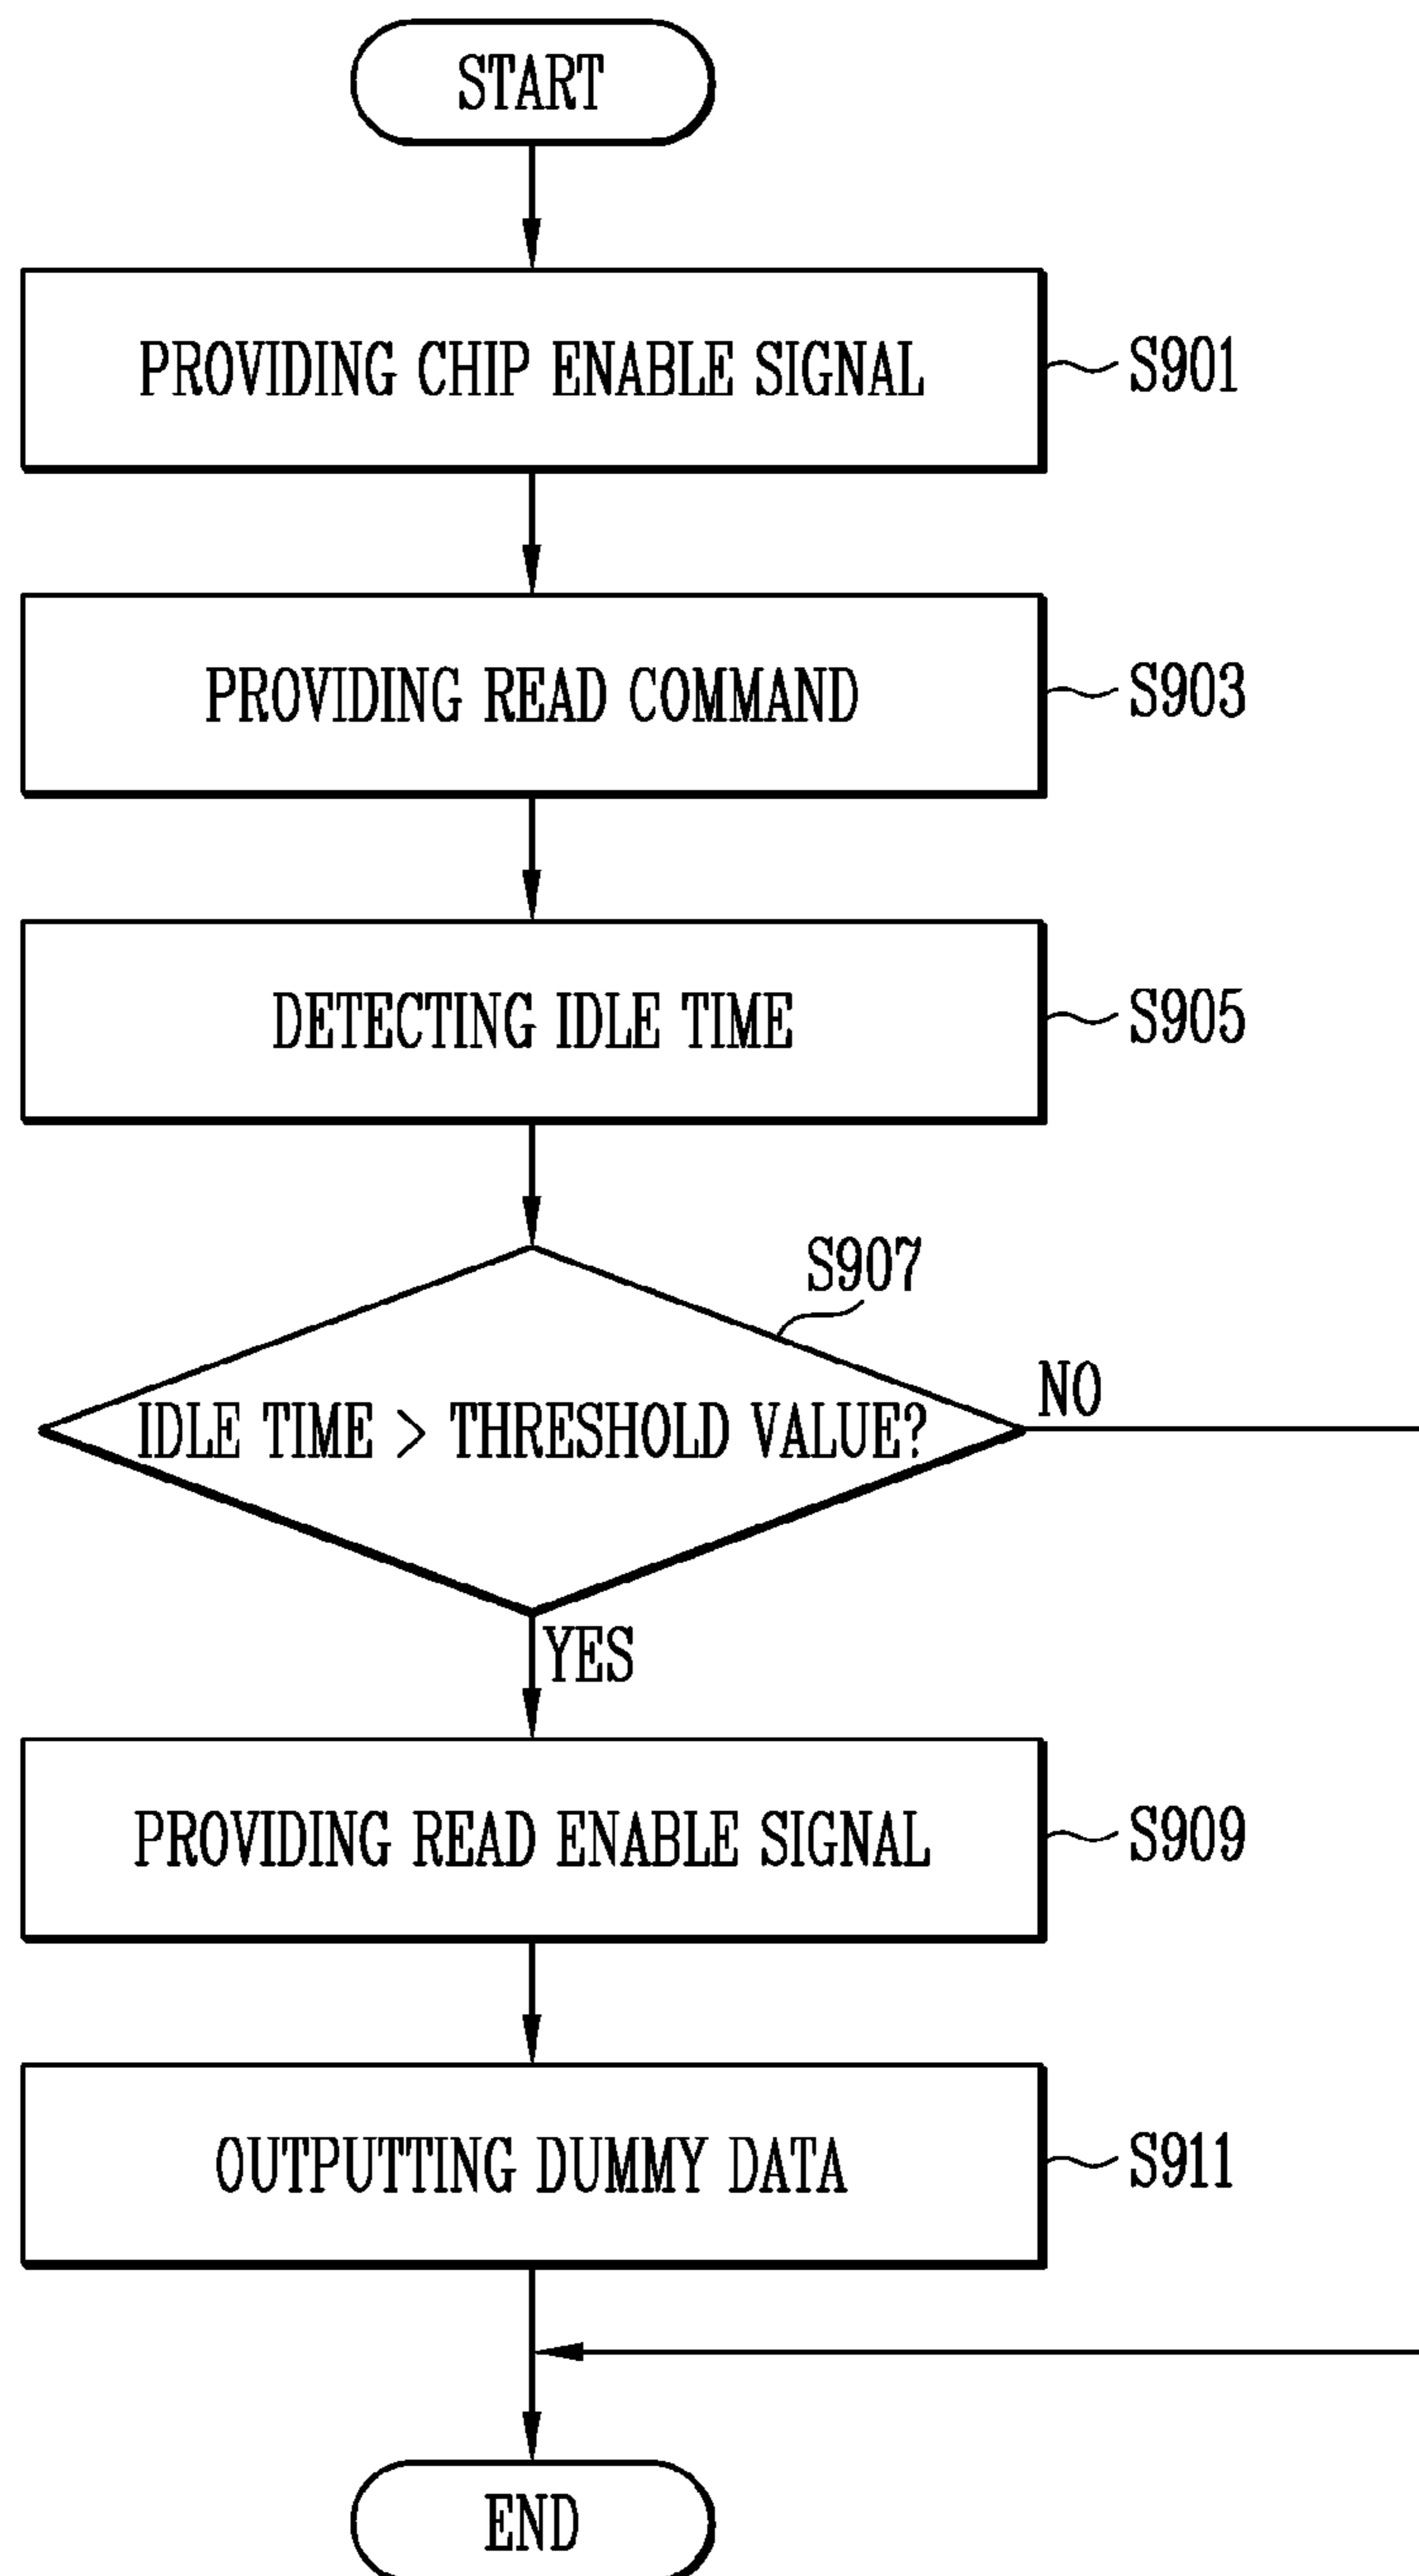 START
PROVIDING CHIP ENABLE SIGNAL
S901
PROVIDING READ COMMAND
S903
DETECTING IDLE TIME
S905
S907
IDLE TIME > THRESHOLD VALUE?
NO
YES
PROVIDING READ ENABLE SIGNAL
S909
OUTPUTTING DUMMY DATA
S911
END